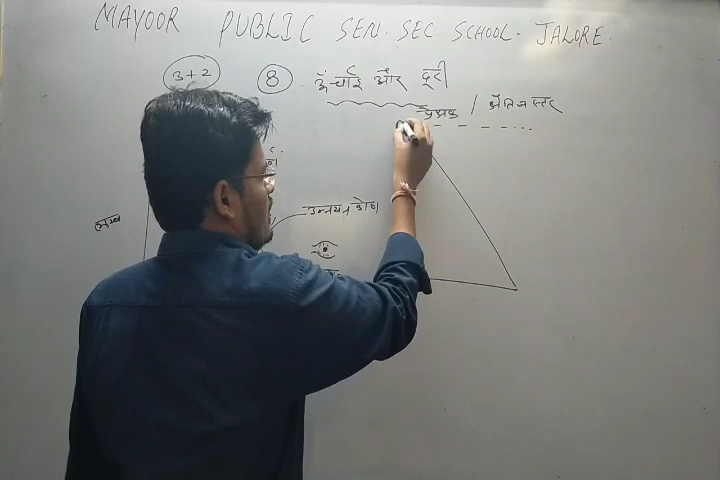 MAYOOR PUBLIC SEN. SEC. SCHOOL- JALORE.
3+2 8. ऊँचाई और दूरी
प्रेक्षक / क्षैतिज स्तर
उन्नयन कोण